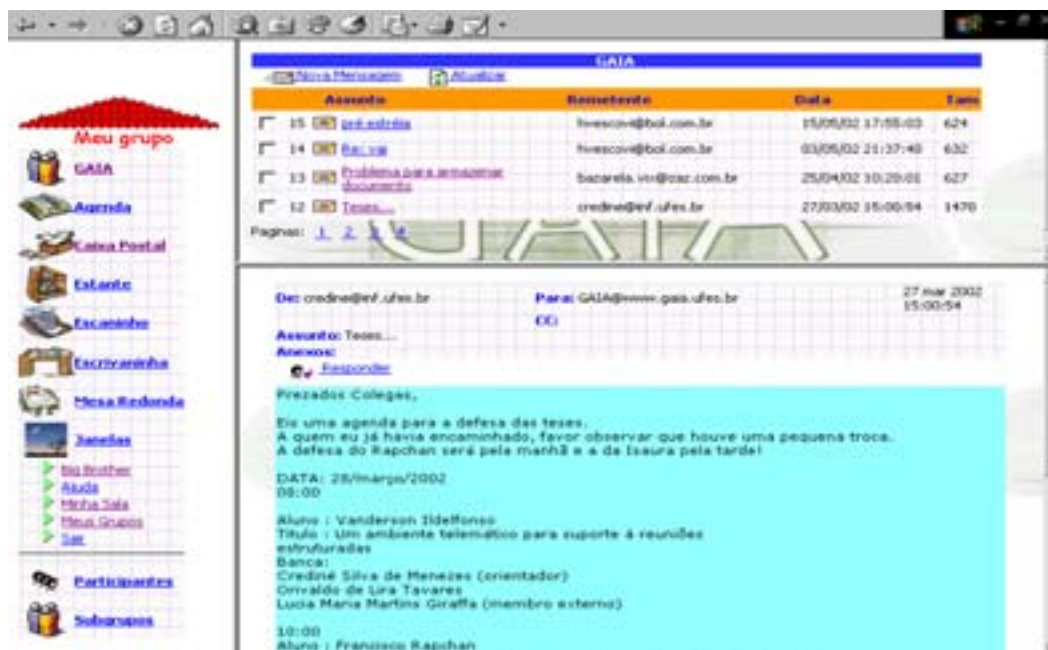 Meu grupo
GAIA
Agenda
Caixa Postal
Estante
Escaninho
Escrivaninha
Mesa Redonda
Janelas
Big Brother
Ajuda
Minha Sala
Meus Grupos
Sair
Participantes
Subgrupos
GAIA
Nova Mensagem Atualizar
Assunto Remetente Data Tam
15 pré-estréia hvescovi@bol.com.br 15/05/02 17:55:03 624
14 Re: vai hvescovi@bol.com.br 03/05/02 21:37:40 632
13 Problema para armazenar documento 25/04/02 10:20:01 627
12 Teses.... credine@inf.ufes.br 27/03/02 15:00:54 1470
Paginas: 1 2 3 4
GAIA
De: credine@inf.ufes.br Para: GAIA@www.gaia.ufes.br 27 mar 2002
CC: 15:00:54
Assunto: Teses....
Anexos:
Responder
Prezados Colegas,
Eis uma agenda para a defesa das teses.
A quem eu já havia encaminhado, favor observar que houve uma pequena troca.
A defesa do Rapchan será pela manhã e a da Isaura pela tarde!
DATA: 28/março/2002
08:00
Aluno : Vanderson Ildelfonso
Titulo : Um ambiente telemático para suporte à reuniões
estruturadas
Banca:
Crediné Silva de Menezes (orientador)
Orivaldo de Lira Tavares
Lucia Maria Martins Giraffa (membro externo)
10:00
Aluno : Francisco Rapchan